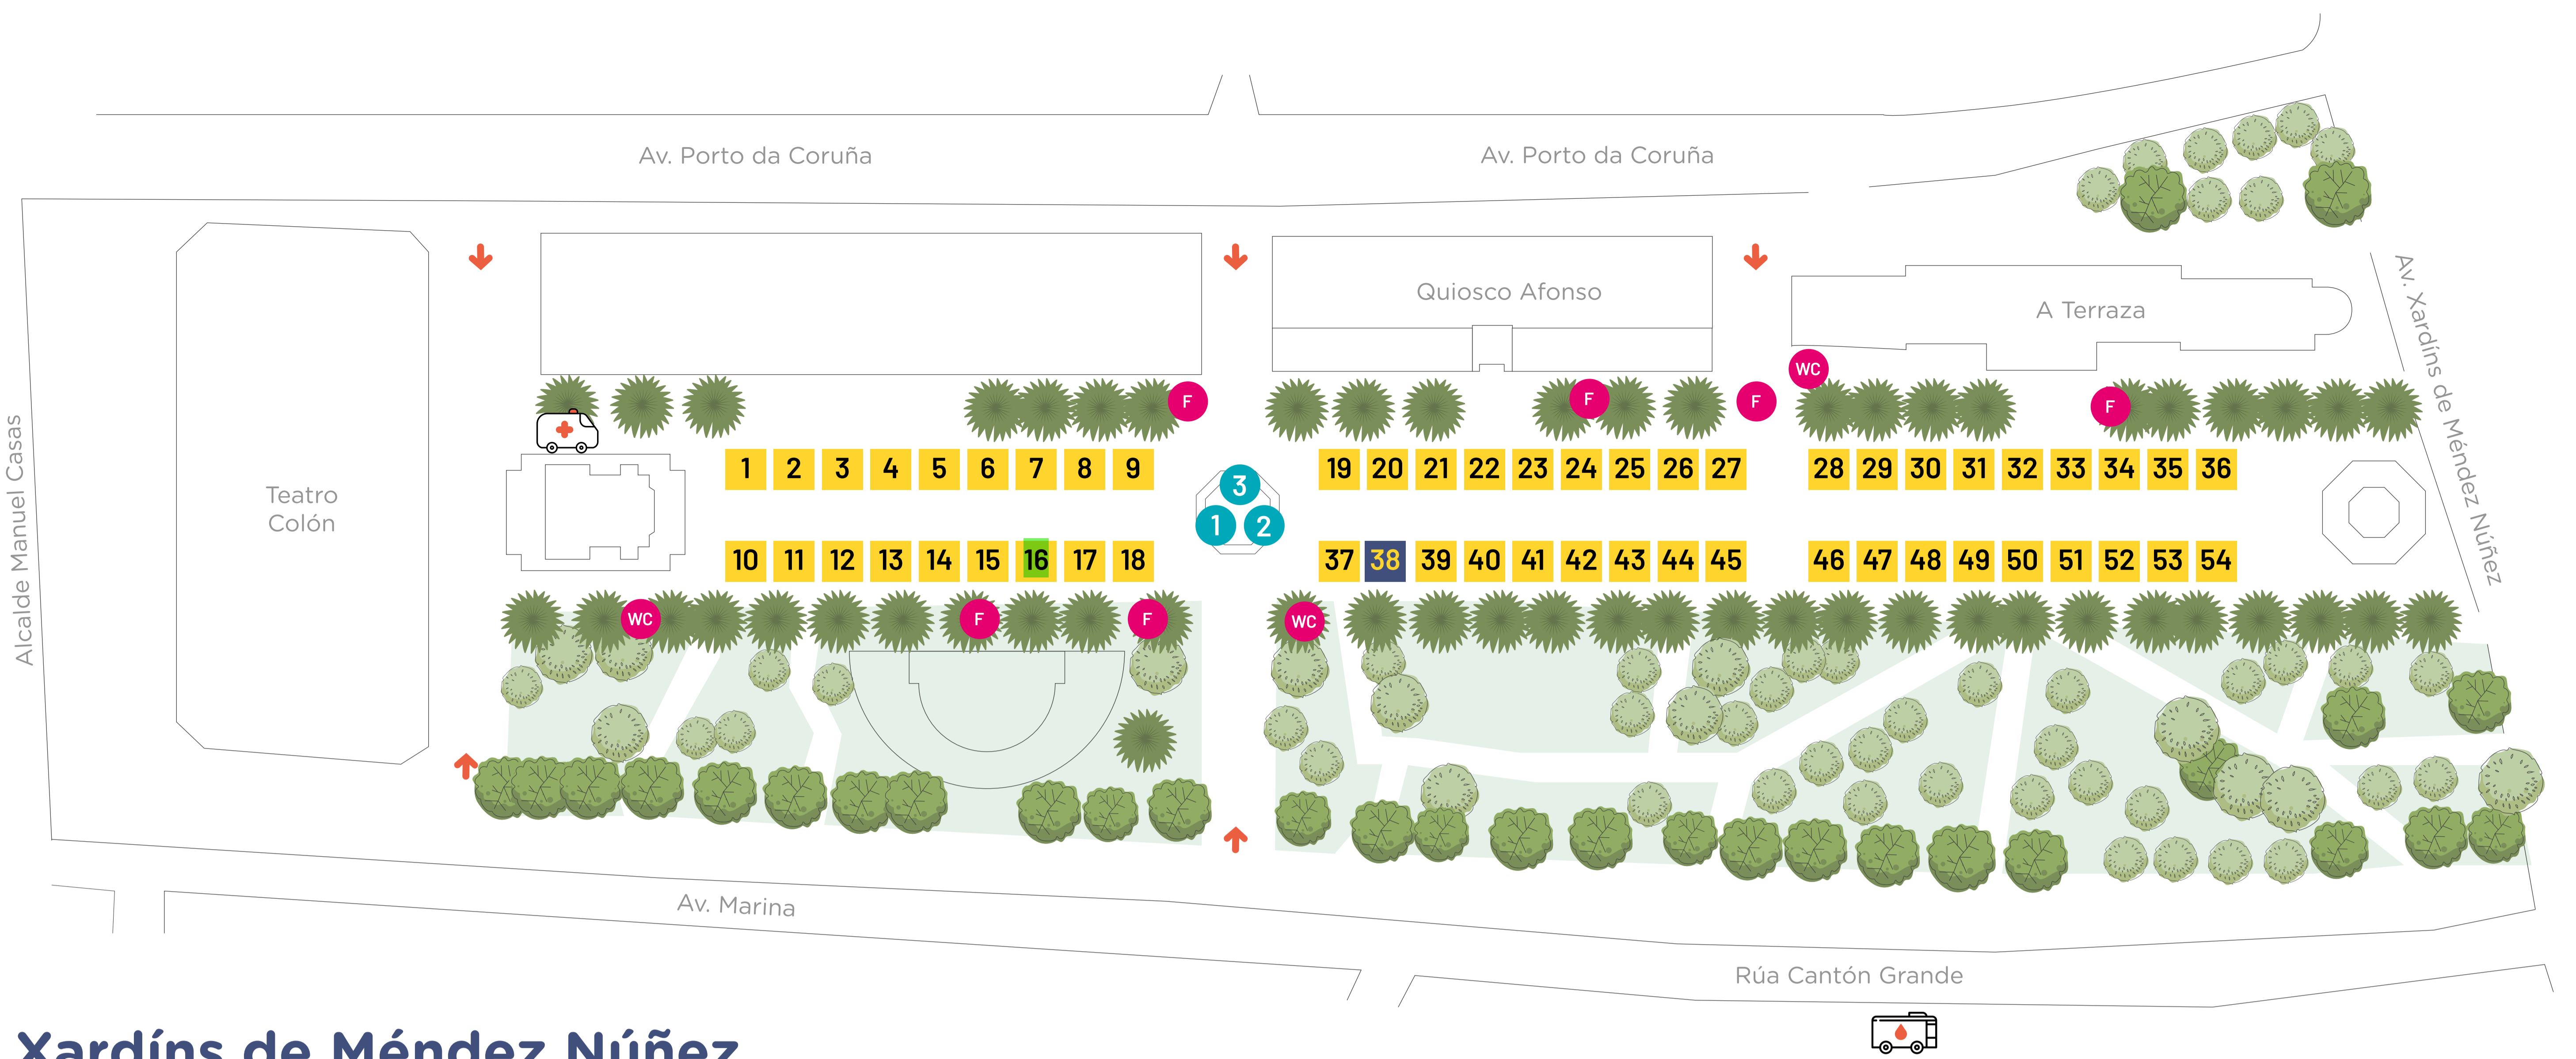 Av. Porto da Coruña
Av. Porto da Coruña
Quiosco Afonso
A Terraza
Av. Xardíns de Méndez Núñez
Alcalde Manuel Casas
Teatro
Colón
WC
F
F
F
F
1 2 3 4 5 6 7 8 9
3
1 2
19 20 21 22 23 24 25 26 27
28 29 30 31 32 33 34 35 36
10 11 12 13 14 15 16 17 18
37 38 39 40 41 42 43 44 45
46 47 48 49 50 51 52 53 54
WC
F
F
WC
Av. Marina
Rúa Cantón Grande
Xardíns de Méndez Núñez